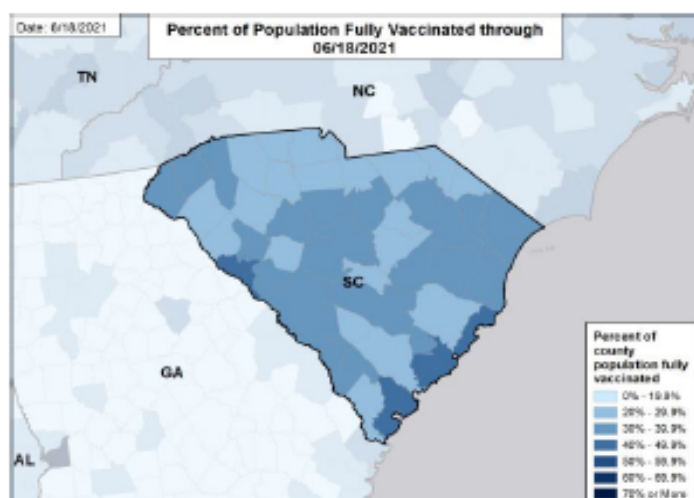 Date: 6/18/2021
Percent of Population Fully Vaccinated through
06/18/2021
TN
NC
SC
GA
AL
Percent of
county
population fully
vaccinated
0% - 19.9%
20% - 29.9%
30% - 39.9%
40% - 49.9%
50% - 59.9%
60% - 69.9%
70% or More